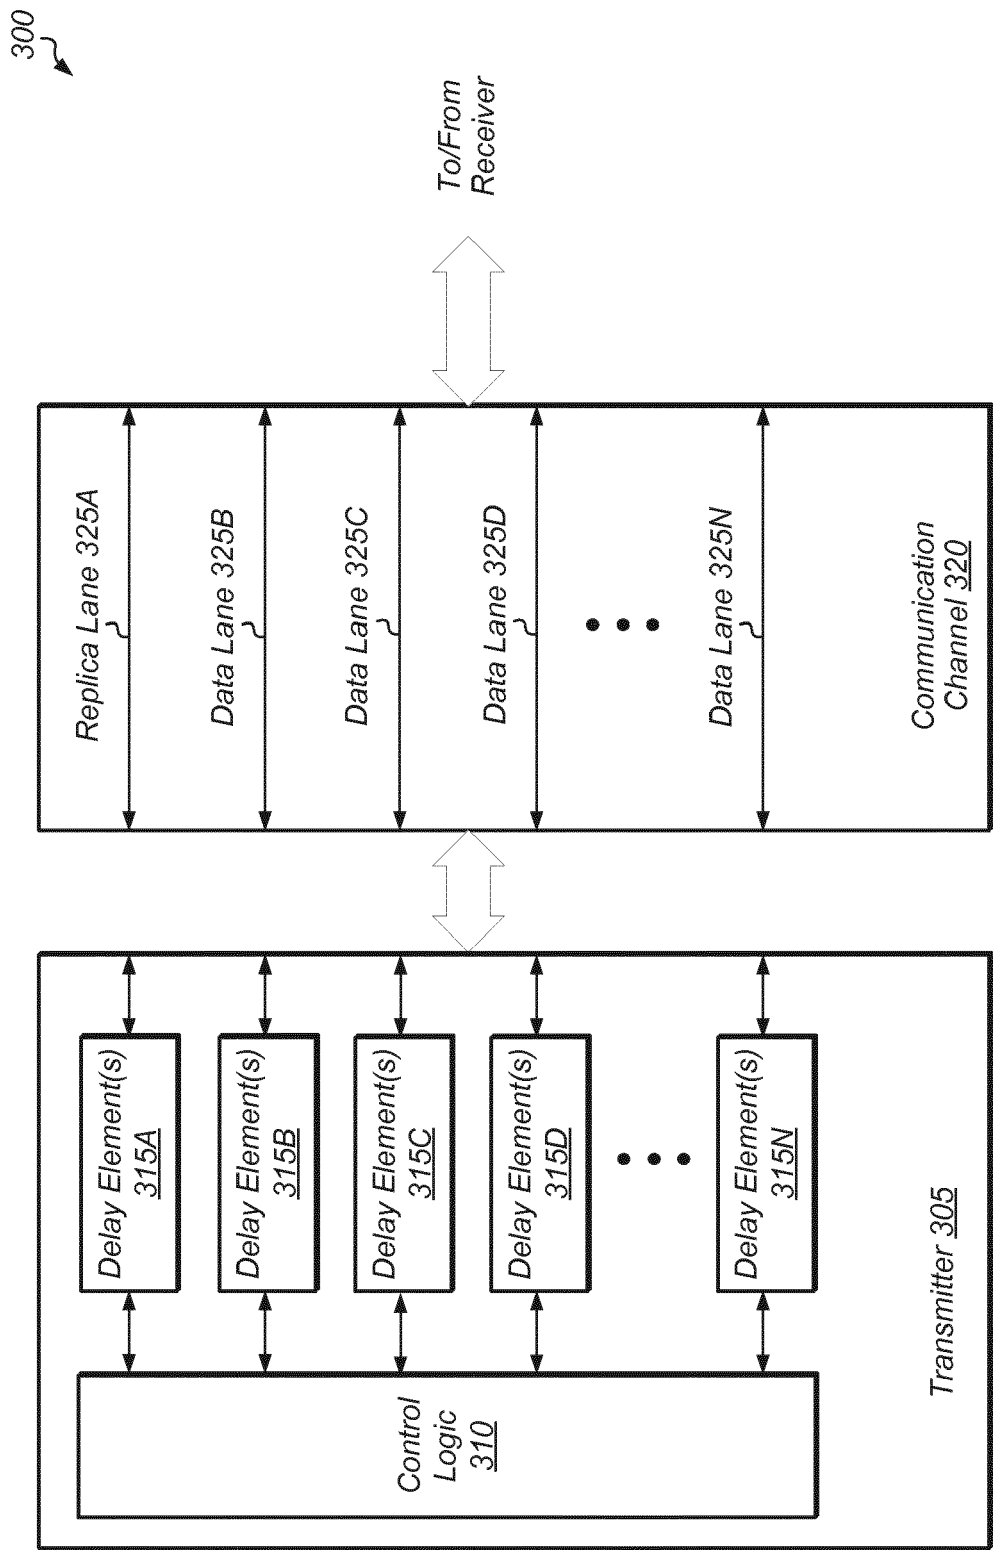 300
Control
Logic
310
Delay Element(s)
315A
Delay Element(s)
315B
Delay Element(s)
315C
Delay Element(s)
315D
Delay Element(s)
315N
Transmitter 305
Replica Lane 325A
Data Lane 325B
Data Lane 325C
Data Lane 325D
Data Lane 325N
Communication
Channel 320
To/From
Receiver